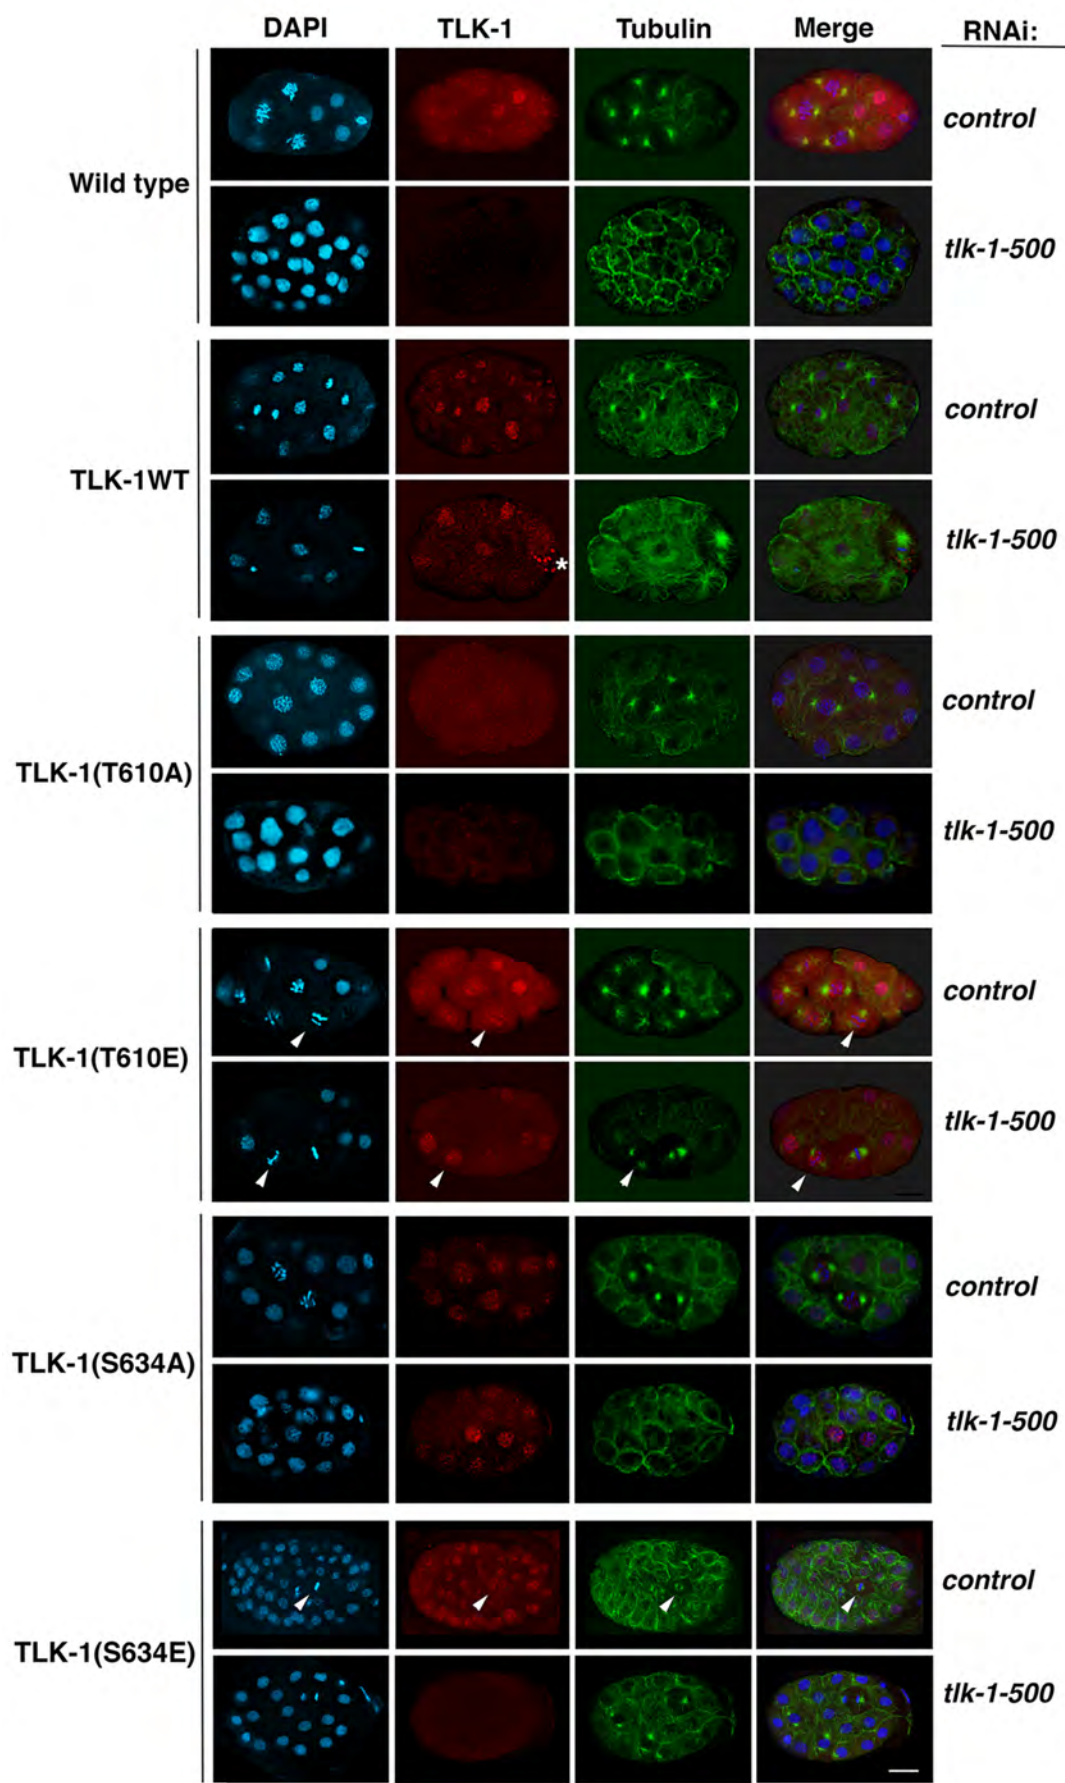 DAPI TLK-1 Tubulin Merge RNAi:
Wild type
control
tlk-1-500
TLK-1WT
control
*
tlk-1-500
TLK-1(T610A)
control
tlk-1-500
TLK-1(T610E)
control
tlk-1-500
TLK-1(S634A)
control
tlk-1-500
TLK-1(S634E)
control
tlk-1-500